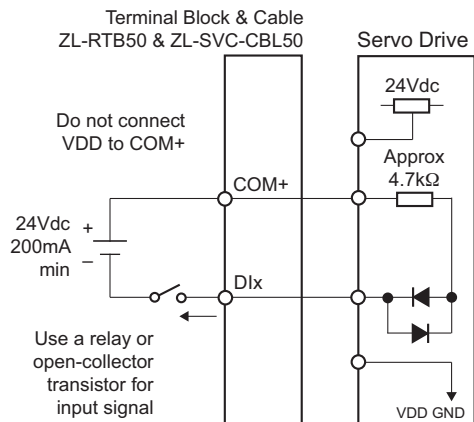 Terminal Block & Cable
ZL-RTB50 & ZL-SVC-CBL50
Servo Drive
24Vdc
Do not connect
VDD to COM+
Approx
4.7kΩ
COM+
24Vdc
200mA
min
+
–
DIx
Use a relay or
open-collector
transistor for
input signal
VDD GND